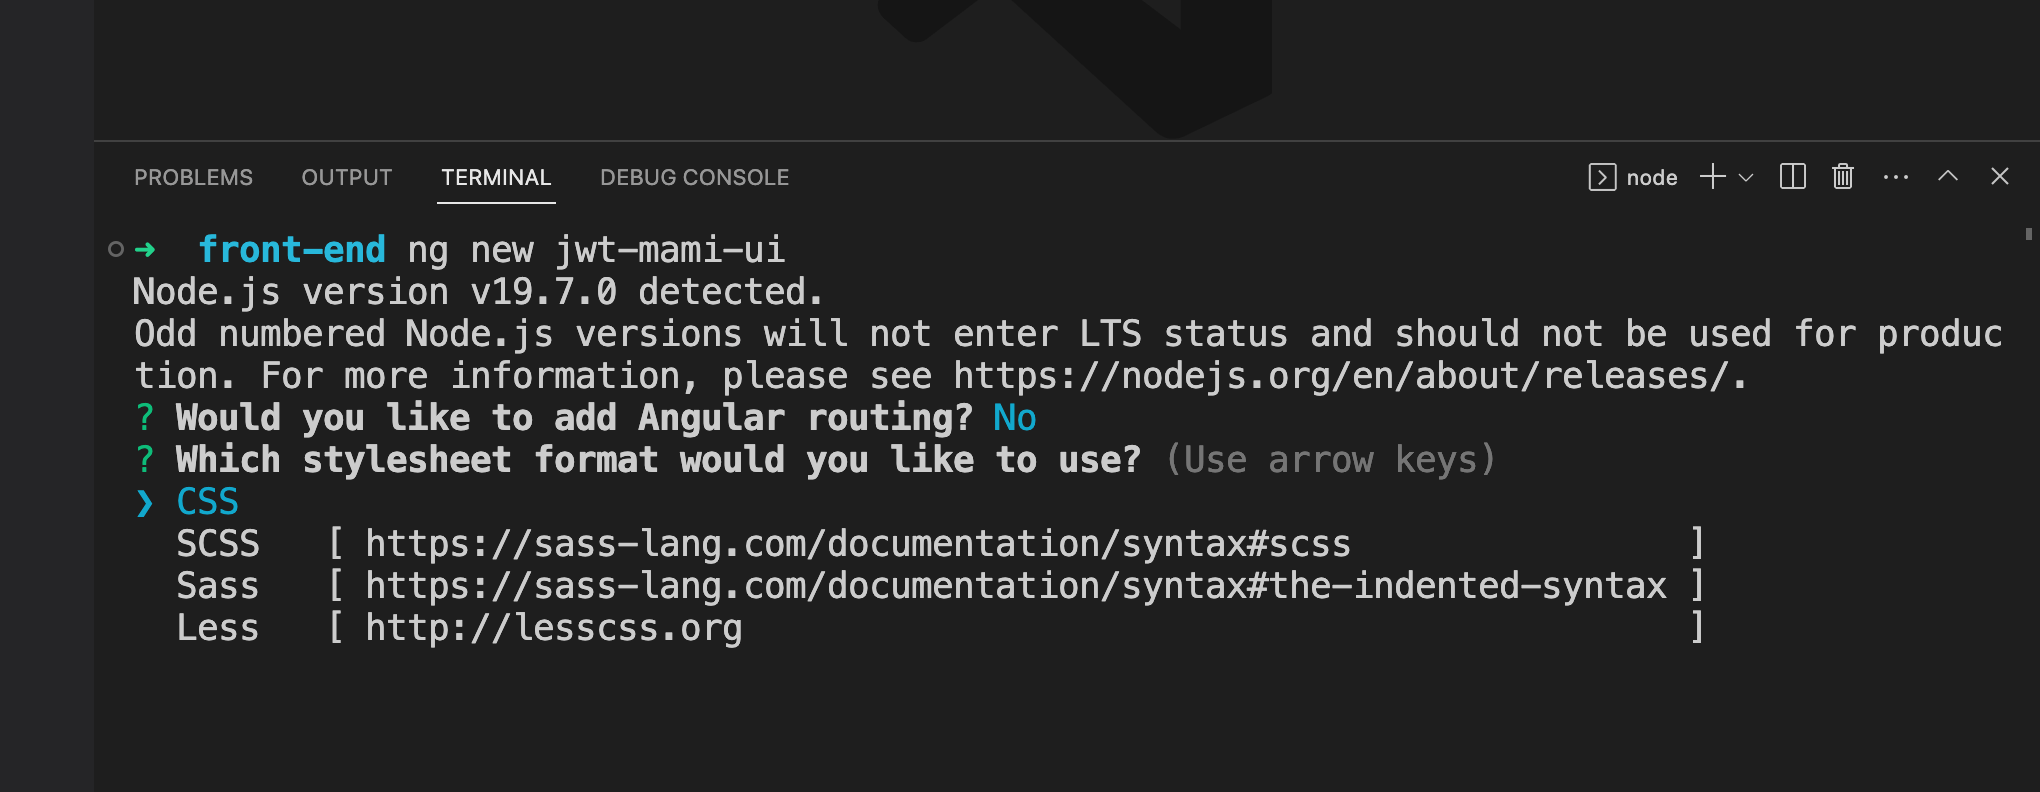 PROBLEMS OUTPUT TERMINAL DEBUG CONSOLE node
front-end ng new jwt-mami-ui
Node.js version v19.7.0 detected.
Odd numbered Node.js versions will not enter LTS status and should not be used for produc
tion. For more information, please see https://nodejs.org/en/about/releases/.
? Would you like to add Angular routing? No
? Which stylesheet format would you like to use? (Use arrow keys)
❯ CSS
SCSS [ https://sass-lang.com/documentation/syntax#scss ]
Sass [ https://sass-lang.com/documentation/syntax#the-indented-syntax ]
Less [ http://lesscss.org ]